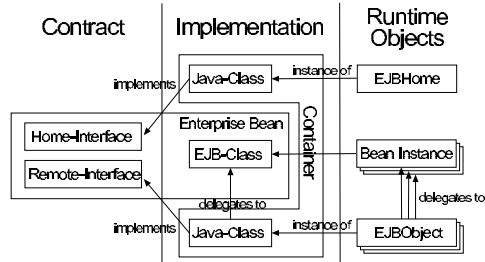 Contract
Implementation
Runtime
Objects
Java-Class
instance of
EJBHome
implements
Enterprise Bean
Container
Home-Interface
EJB-Class
Bean Instance
Remote-Interface
delegates to
delegates to
implements
Java-Class
instance of
EJBObject